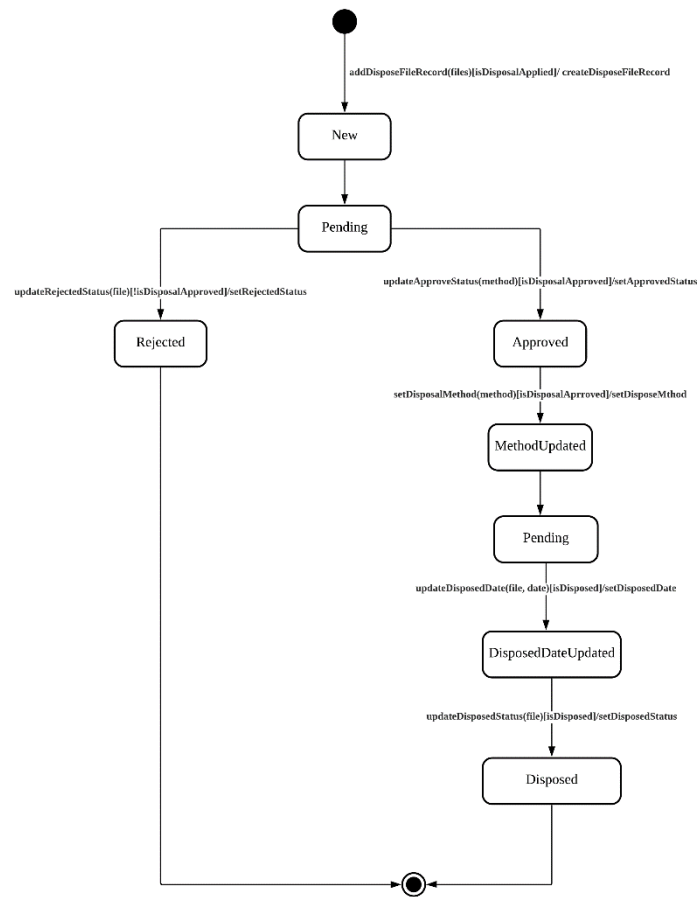 addDisposeFileRecord(files)[isDisposalApplied]/ createDisposeFileRecord
New
Pending
updateRejectedStatus(file)[!isDisposalApproved]/setRejectedStatus
updateApproveStatus(method)[isDisposalApproved]/setApprovedStatus
Rejected
Approved
setDisposalMethod(method)[isDisposalAprroved]/setDisposeMthod
MethodUpdated
Pending
updateDisposedDate(file, date)[isDisposed]/setDisposedDate
DisposedDateUpdated
updateDisposedStatus(file)[isDisposed]/setDisposedStatus
Disposed